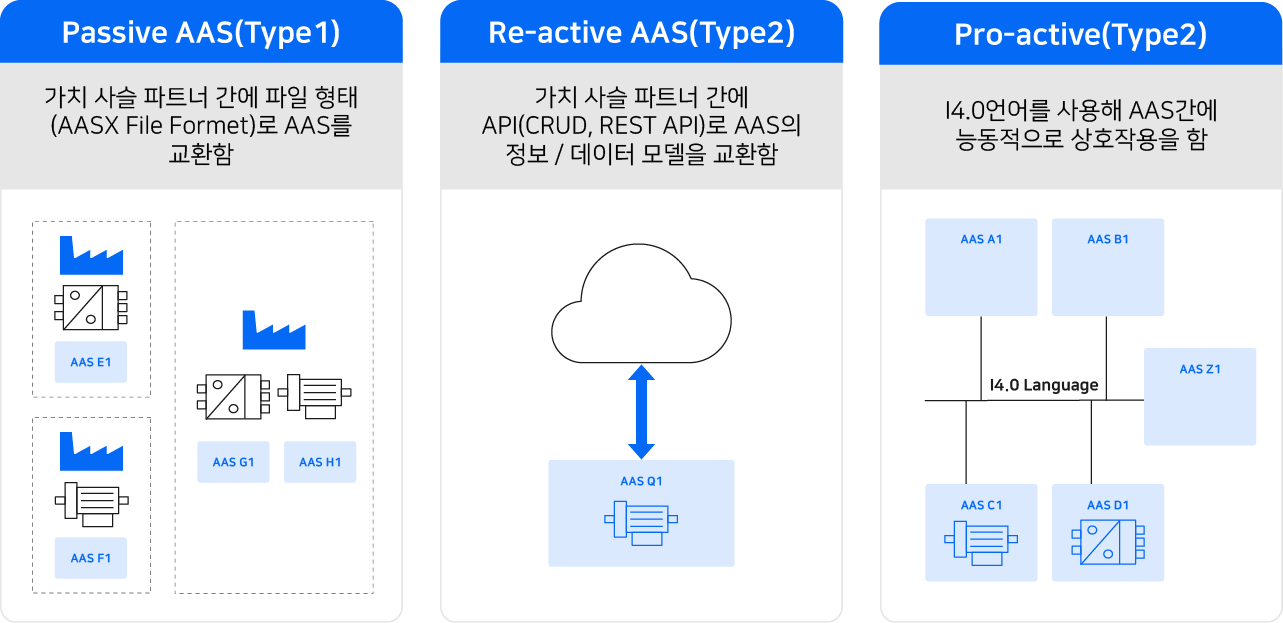 Passive AAS(Type1)
가치 사슬 파트너 간에 파일 형태
(AASX File Formet)로 AAS를
교환함
AAS E1
AAS F1
AAS G1
AAS H1
Re-active AAS(Type2)
가치 사슬 파트너 간에
API(CRUD, REST API)로 AAS의
정보 / 데이터 모델을 교환함
AAS Q1
Pro-active(Type2)
I4.0언어를 사용해 AAS간에
능동적으로 상호작용을 함
AAS A1
AAS B1
AAS Z1
I4.0 Language
AAS C1
AAS D1